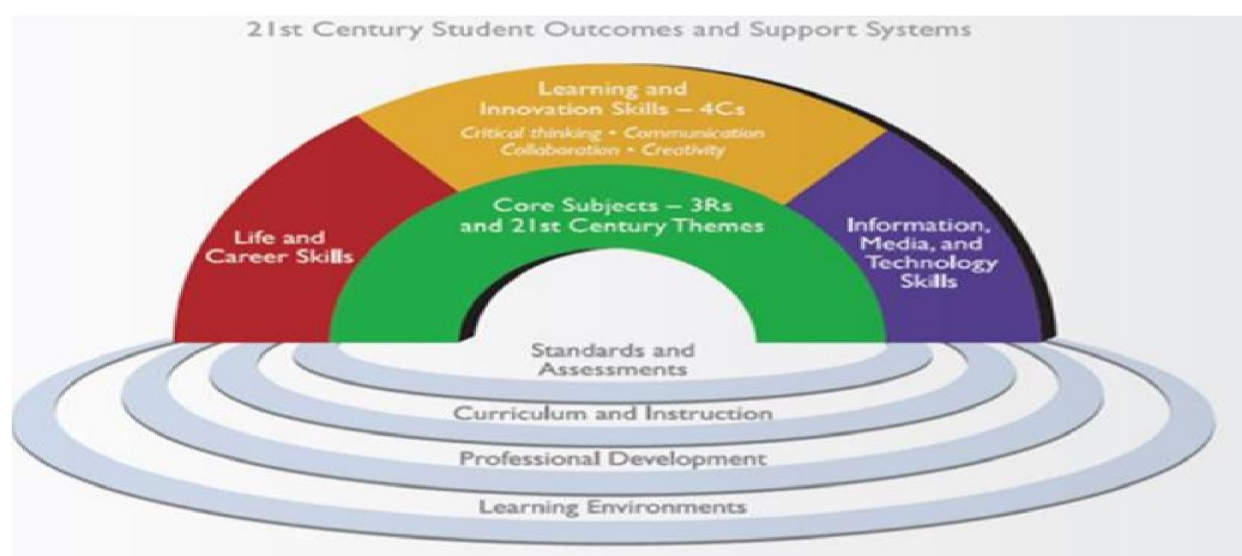 21st Century Student Outcomes and Support Systems
Learning and
Innovation Skills – 4Cs
Critical thinking • Communication
Collaboration • Creativity
Core Subjects – 3Rs
and 21st Century Themes
Life and
Career Skills
Information,
Media, and
Technology
Skills
Standards and
Assessments
Curriculum and Instruction
Professional Development
Learning Environments